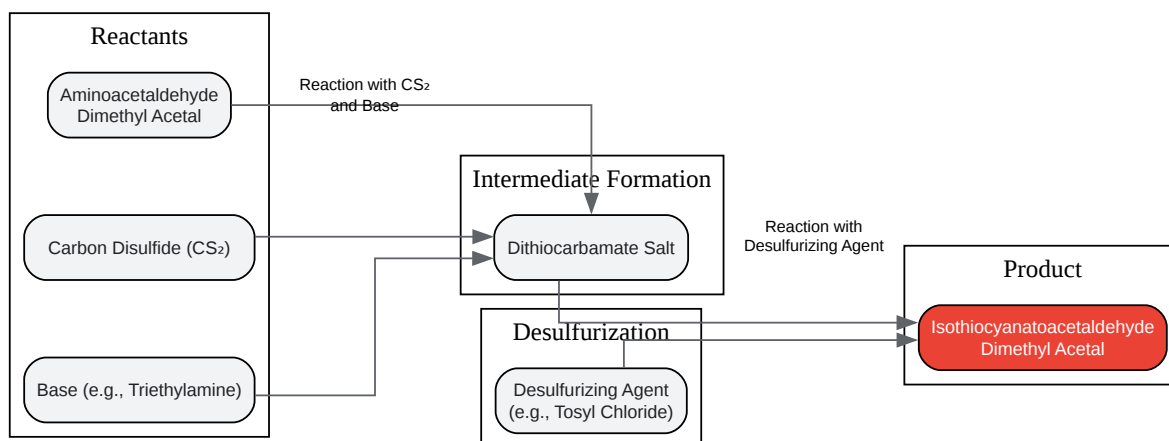 Reactants
Aminoacetaldehyde
Dimethyl Acetal
Reaction with CS₂
and Base
Carbon Disulfide (CS₂)
Base (e.g., Triethylamine)
Intermediate Formation
Dithiocarbamate Salt
Reaction with
Desulfurizing Agent
Desulfurization
Desulfurizing Agent
(e.g., Tosyl Chloride)
Product
Isothiocyanatoacetaldehyde
Dimethyl Acetal